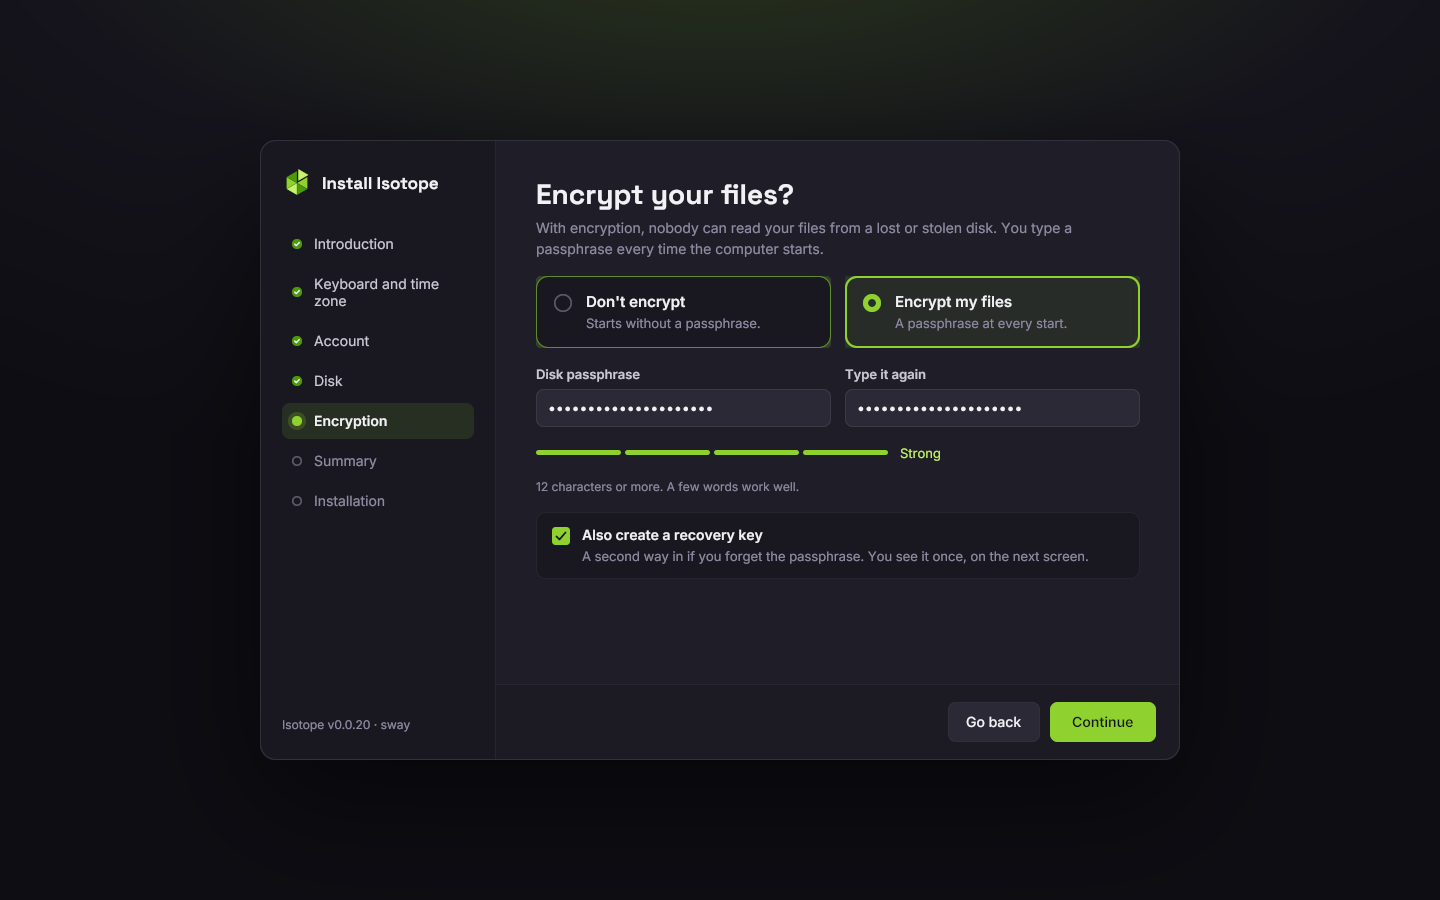 Install Isotope
Introduction
Keyboard and time
zone
Account
Disk
Encryption
Summary
Installation
Isotope v0.0.20 · sway
Encrypt your files?
With encryption, nobody can read your files from a lost or stolen disk. You type a
passphrase every time the computer starts.
Don't encrypt
Starts without a passphrase.
Encrypt my files
A passphrase at every start.
Disk passphrase
Type it again
•••••••••••••••••••••
•••••••••••••••••••••
Strong
12 characters or more. A few words work well.
Also create a recovery key
A second way in if you forget the passphrase. You see it once, on the next screen.
Go back
Continue